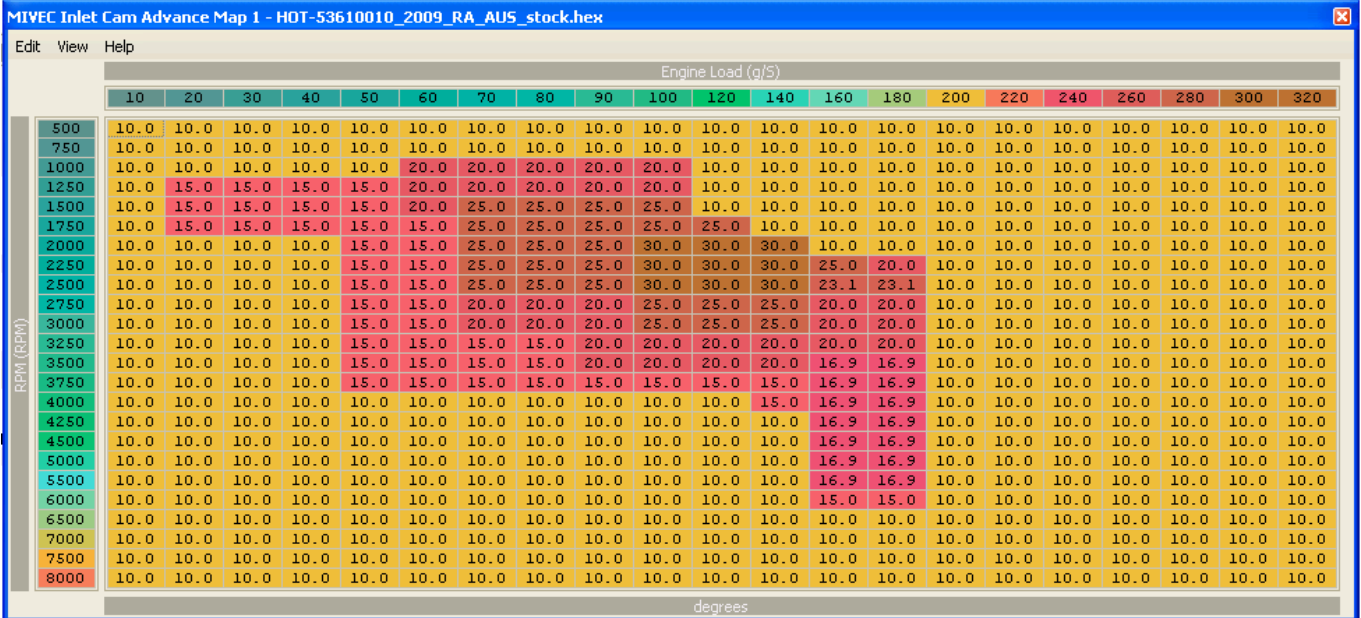 MIVEC Inlet Cam Advance Map 1 - HOT-53610010_2009_RA_AUS_stock.hex
Edit View Help
Engine Load (g/S)
10 20 30 40 50 60 70 80 90 100 120 140 160 180 200 220 240 260 280 300 320
500 10.0 10.0 10.0 10.0 10.0 10.0 10.0 10.0 10.0 10.0 10.0 10.0 10.0 10.0 10.0 10.0 10.0 10.0 10.0 10.0 10.0
750 10.0 10.0 10.0 10.0 10.0 10.0 10.0 10.0 10.0 10.0 10.0 10.0 10.0 10.0 10.0 10.0 10.0 10.0 10.0 10.0 10.0
1000 10.0 10.0 10.0 10.0 10.0 20.0 20.0 20.0 20.0 20.0 10.0 10.0 10.0 10.0 10.0 10.0 10.0 10.0 10.0 10.0 10.0
1250 10.0 15.0 15.0 15.0 15.0 20.0 20.0 20.0 20.0 20.0 10.0 10.0 10.0 10.0 10.0 10.0 10.0 10.0 10.0 10.0 10.0
1500 10.0 15.0 15.0 15.0 15.0 20.0 25.0 25.0 25.0 25.0 10.0 10.0 10.0 10.0 10.0 10.0 10.0 10.0 10.0 10.0 10.0
1750 10.0 15.0 15.0 15.0 15.0 15.0 25.0 25.0 25.0 25.0 25.0 10.0 10.0 10.0 10.0 10.0 10.0 10.0 10.0 10.0 10.0
2000 10.0 10.0 10.0 10.0 15.0 15.0 25.0 25.0 25.0 30.0 30.0 30.0 10.0 10.0 10.0 10.0 10.0 10.0 10.0 10.0 10.0
2250 10.0 10.0 10.0 10.0 15.0 15.0 25.0 25.0 25.0 30.0 30.0 30.0 25.0 20.0 10.0 10.0 10.0 10.0 10.0 10.0 10.0
2500 10.0 10.0 10.0 10.0 15.0 15.0 25.0 25.0 25.0 30.0 30.0 30.0 23.1 23.1 10.0 10.0 10.0 10.0 10.0 10.0 10.0
2750 10.0 10.0 10.0 10.0 15.0 15.0 20.0 20.0 20.0 25.0 25.0 25.0 20.0 20.0 10.0 10.0 10.0 10.0 10.0 10.0 10.0
3000 10.0 10.0 10.0 10.0 15.0 15.0 20.0 20.0 20.0 25.0 25.0 25.0 20.0 20.0 10.0 10.0 10.0 10.0 10.0 10.0 10.0
3250 10.0 10.0 10.0 10.0 15.0 15.0 15.0 15.0 20.0 20.0 20.0 20.0 20.0 20.0 10.0 10.0 10.0 10.0 10.0 10.0 10.0
3500 10.0 10.0 10.0 10.0 15.0 15.0 15.0 15.0 20.0 20.0 20.0 20.0 16.9 16.9 10.0 10.0 10.0 10.0 10.0 10.0 10.0
3750 10.0 10.0 10.0 10.0 15.0 15.0 15.0 15.0 15.0 15.0 15.0 15.0 16.9 16.9 10.0 10.0 10.0 10.0 10.0 10.0 10.0
4000 10.0 10.0 10.0 10.0 10.0 10.0 10.0 10.0 10.0 10.0 10.0 15.0 16.9 16.9 10.0 10.0 10.0 10.0 10.0 10.0 10.0
4250 10.0 10.0 10.0 10.0 10.0 10.0 10.0 10.0 10.0 10.0 10.0 10.0 16.9 16.9 10.0 10.0 10.0 10.0 10.0 10.0 10.0
4500 10.0 10.0 10.0 10.0 10.0 10.0 10.0 10.0 10.0 10.0 10.0 10.0 16.9 16.9 10.0 10.0 10.0 10.0 10.0 10.0 10.0
5000 10.0 10.0 10.0 10.0 10.0 10.0 10.0 10.0 10.0 10.0 10.0 10.0 16.9 16.9 10.0 10.0 10.0 10.0 10.0 10.0 10.0
5500 10.0 10.0 10.0 10.0 10.0 10.0 10.0 10.0 10.0 10.0 10.0 10.0 16.9 16.9 10.0 10.0 10.0 10.0 10.0 10.0 10.0
6000 10.0 10.0 10.0 10.0 10.0 10.0 10.0 10.0 10.0 10.0 10.0 10.0 15.0 15.0 10.0 10.0 10.0 10.0 10.0 10.0 10.0
6500 10.0 10.0 10.0 10.0 10.0 10.0 10.0 10.0 10.0 10.0 10.0 10.0 10.0 10.0 10.0 10.0 10.0 10.0 10.0 10.0 10.0
7000 10.0 10.0 10.0 10.0 10.0 10.0 10.0 10.0 10.0 10.0 10.0 10.0 10.0 10.0 10.0 10.0 10.0 10.0 10.0 10.0 10.0
7500 10.0 10.0 10.0 10.0 10.0 10.0 10.0 10.0 10.0 10.0 10.0 10.0 10.0 10.0 10.0 10.0 10.0 10.0 10.0 10.0 10.0
8000 10.0 10.0 10.0 10.0 10.0 10.0 10.0 10.0 10.0 10.0 10.0 10.0 10.0 10.0 10.0 10.0 10.0 10.0 10.0 10.0 10.0
RPM (RPM)
degrees